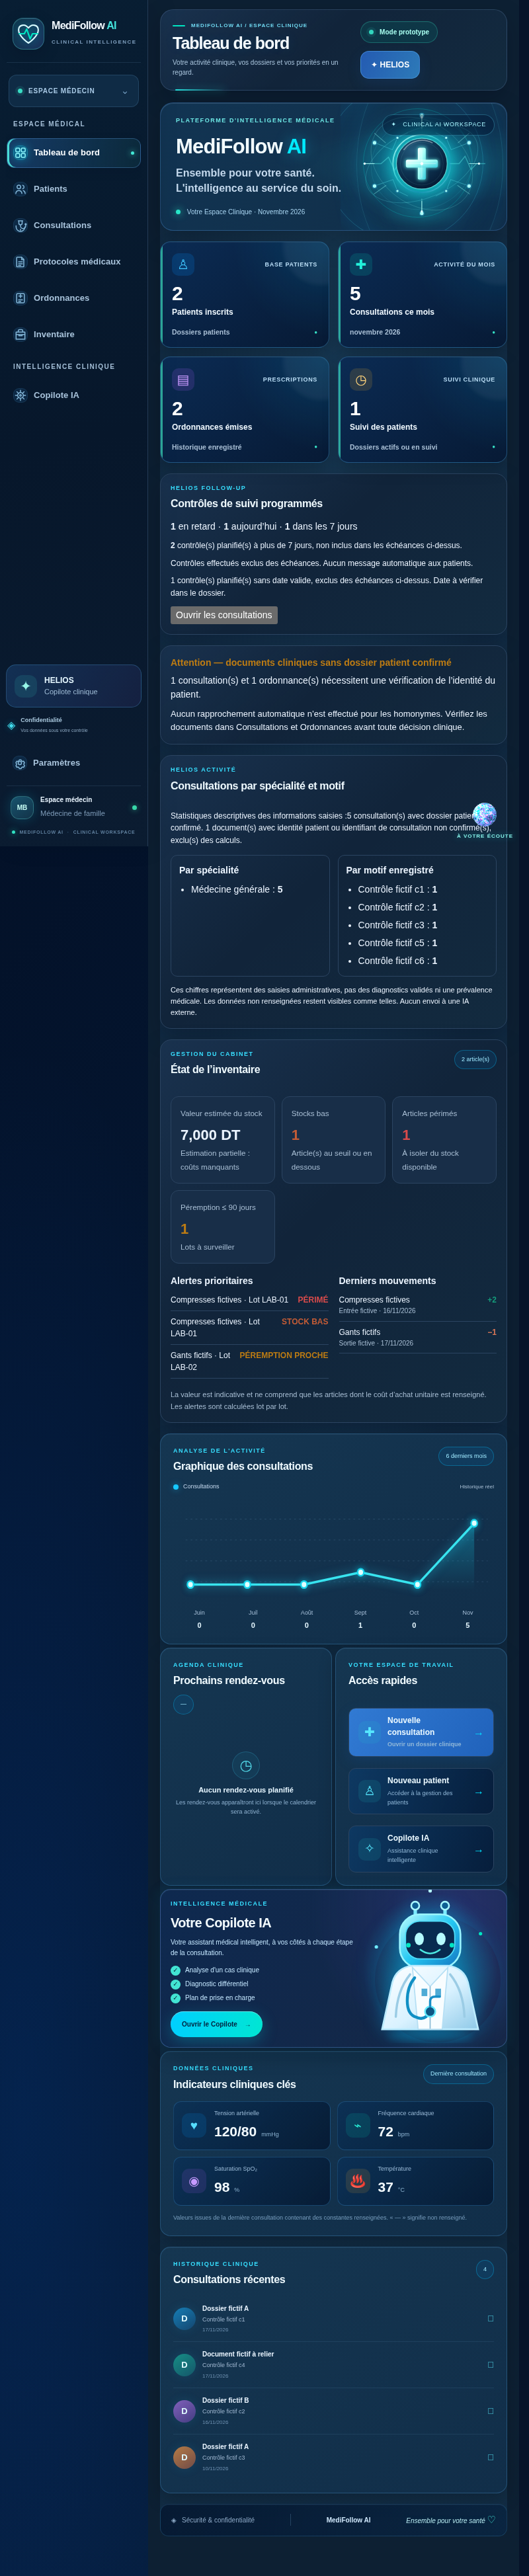 MediFollow AI
CLINICAL INTELLIGENCE
ESPACE MÉDECIN
ESPACE MÉDICAL
Tableau de bord
Patients
Consultations
Protocoles médicaux
Ordonnances
Inventaire
INTELLIGENCE CLINIQUE
Copilote IA
HELIOS
Copilote clinique
Confidentialité
Vos données sous votre contrôle
Paramètres
MB
Espace médecin
Médecine de famille
MEDIFOLLOW AI · CLINICAL WORKSPACE
MEDIFOLLOW AI / ESPACE CLINIQUE
Tableau de bord
Votre activité clinique, vos dossiers et vos priorités en un
regard.
Mode prototype
✦ HELIOS
PLATEFORME D'INTELLIGENCE MÉDICALE
MediFollow AI
Ensemble pour votre santé.
L'intelligence au service du soin.
Votre Espace Clinique · Novembre 2026
CLINICAL AI WORKSPACE
BASE PATIENTS
2
Patients inscrits
Dossiers patients
ACTIVITÉ DU MOIS
5
Consultations ce mois
novembre 2026
PRESCRIPTIONS
2
Ordonnances émises
Historique enregistré
SUIVI CLINIQUE
1
Suivi des patients
Dossiers actifs ou en suivi
HELIOS FOLLOW-UP
Contrôles de suivi programmés
1 en retard · 1 aujourd'hui · 1 dans les 7 jours
2 contrôle(s) planifié(s) à plus de 7 jours, non inclus dans les échéances ci-dessus.
Contrôles effectués exclus des échéances. Aucun message automatique aux patients.
1 contrôle(s) planifié(s) sans date valide, exclus des échéances ci-dessus. Date à vérifier
dans le dossier.
Ouvrir les consultations
Attention — documents cliniques sans dossier patient confirmé
1 consultation(s) et 1 ordonnance(s) nécessitent une vérification de l'identité du
patient.
Aucun rapprochement automatique n'est effectué pour les homonymes. Vérifiez les
documents dans Consultations et Ordonnances avant toute décision clinique.
HELIOS ACTIVITÉ
Consultations par spécialité et motif
Statistiques descriptives des informations saisies :5 consultation(s) avec dossier patient
confirmé. 1 document(s) avec identité patient ou identifiant de consultation non confirmé(s),
exclu(s) des calculs.
À VOTRE ÉCOUTE
Par spécialité
• Médecine générale : 5
Par motif enregistré
• Contrôle fictif c1 : 1
• Contrôle fictif c2 : 1
• Contrôle fictif c3 : 1
• Contrôle fictif c5 : 1
• Contrôle fictif c6 : 1
Ces chiffres représentent des saisies administratives, pas des diagnostics validés ni une prévalence
médicale. Les données non renseignées restent visibles comme telles. Aucun envoi à une IA
externe.
GESTION DU CABINET
État de l'inventaire
2 article(s)
Valeur estimée du stock
7,000 DT
Estimation partielle :
coûts manquants
Stocks bas
1
Article(s) au seuil ou en
dessous
Articles périmés
1
À isoler du stock
disponible
Péremption ≤ 90 jours
1
Lots à surveiller
Alertes prioritaires
Compresses fictives · Lot LAB-01 PÉRIMÉ
Compresses fictives · Lot
LAB-01
STOCK BAS
Gants fictifs · Lot
LAB-02
PÉREMPTION PROCHE
Derniers mouvements
Compresses fictives +2
Entrée fictive · 16/11/2026
Gants fictifs −1
Sortie fictive · 17/11/2026
La valeur est indicative et ne comprend que les articles dont le coût d'achat unitaire est renseigné.
Les alertes sont calculées lot par lot.
ANALYSE DE L'ACTIVITÉ
Graphique des consultations
6 derniers mois
Consultations
Historique réel
Juin Juil Août Sept Oct Nov
0 0 0 1 0 5
AGENDA CLINIQUE
Prochains rendez-vous
—
Aucun rendez-vous planifié
Les rendez-vous apparaîtront ici lorsque le calendrier
sera activé.
VOTRE ESPACE DE TRAVAIL
Accès rapides
Nouvelle
consultation
Ouvrir un dossier clinique
→
Nouveau patient
Accéder à la gestion des
patients
→
Copilote IA
Assistance clinique
intelligente
→
INTELLIGENCE MÉDICALE
Votre Copilote IA
Votre assistant médical intelligent, à vos côtés à chaque étape
de la consultation.
✓ Analyse d'un cas clinique
✓ Diagnostic différentiel
✓ Plan de prise en charge
Ouvrir le Copilote →
DONNÉES CLINIQUES
Indicateurs cliniques clés
Dernière consultation
Tension artérielle
120/80 mmHg
Fréquence cardiaque
72 bpm
Saturation SpO₂
98 %
Température
37 °C
Valeurs issues de la dernière consultation contenant des constantes renseignées. « — » signifie non renseigné.
HISTORIQUE CLINIQUE
Consultations récentes
4
D
Dossier fictif A
Contrôle fictif c1
17/11/2026
D
Document fictif à relier
Contrôle fictif c4
17/11/2026
D
Dossier fictif B
Contrôle fictif c2
16/11/2026
D
Dossier fictif A
Contrôle fictif c3
10/11/2026
Sécurité & confidentialité
MediFollow AI
Ensemble pour votre santé ♡